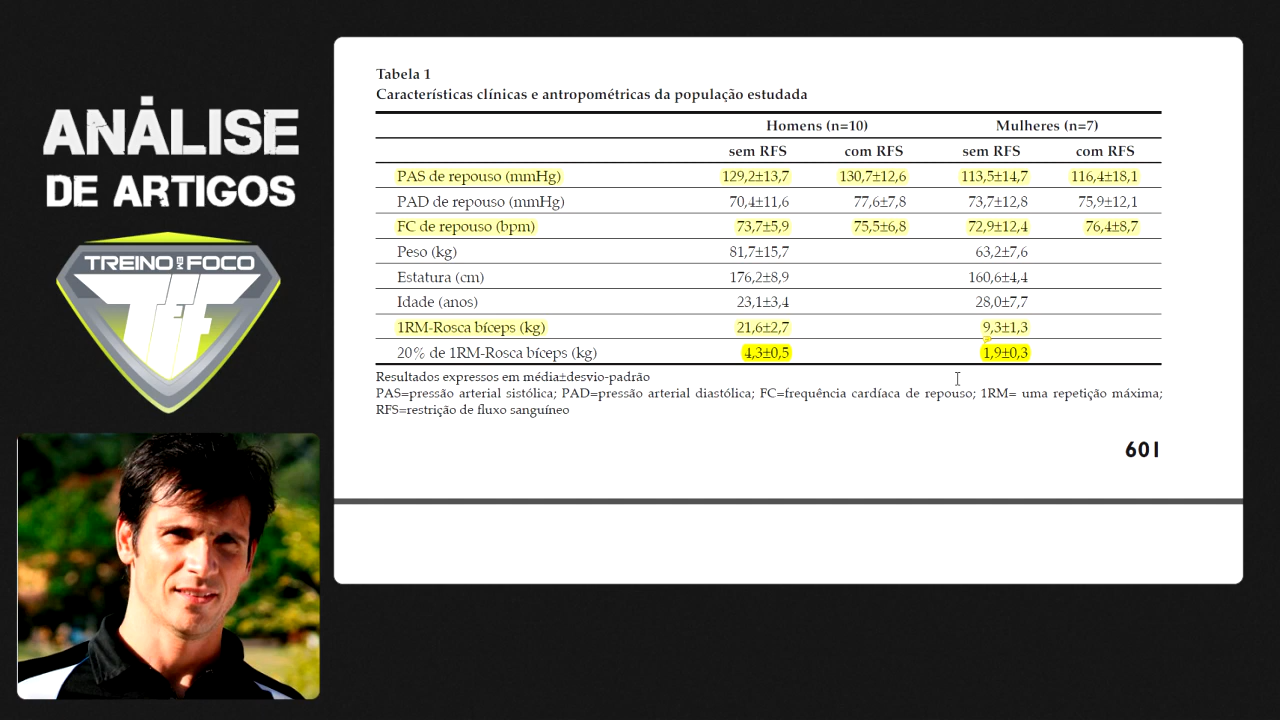 ANÁLISE
DE ARTIGOS
TREINO EM FOCO
TEF
Tabela 1
Características clínicas e antropométricas da população estudada
Homens (n=10) Mulheres (n=7)
sem RFS com RFS sem RFS com RFS
PAS de repouso (mmHg) 129,2±13,7 130,7±12,6 113,5±14,7 116,4±18,1
PAD de repouso (mmHg) 70,4±11,6 77,6±7,8 73,7±12,8 75,9±12,1
FC de repouso (bpm) 73,7±5,9 75,5±6,8 72,9±12,4 76,4±8,7
Peso (kg) 81,7±15,7 63,2±7,6
Estatura (cm) 176,2±8,9 160,6±4,4
Idade (anos) 23,1±3,4 28,0±7,7
1RM-Rosca bíceps (kg) 21,6±2,7 9,3±1,3
20% de 1RM-Rosca bíceps (kg) 4,3±0,5 1,9±0,3
Resultados expressos em média±desvio-padrão
PAS=pressão arterial sistólica; PAD=pressão arterial diastólica; FC=frequência cardíaca de repouso; 1RM= uma repetição máxima;
RFS=restrição de fluxo sanguíneo
601